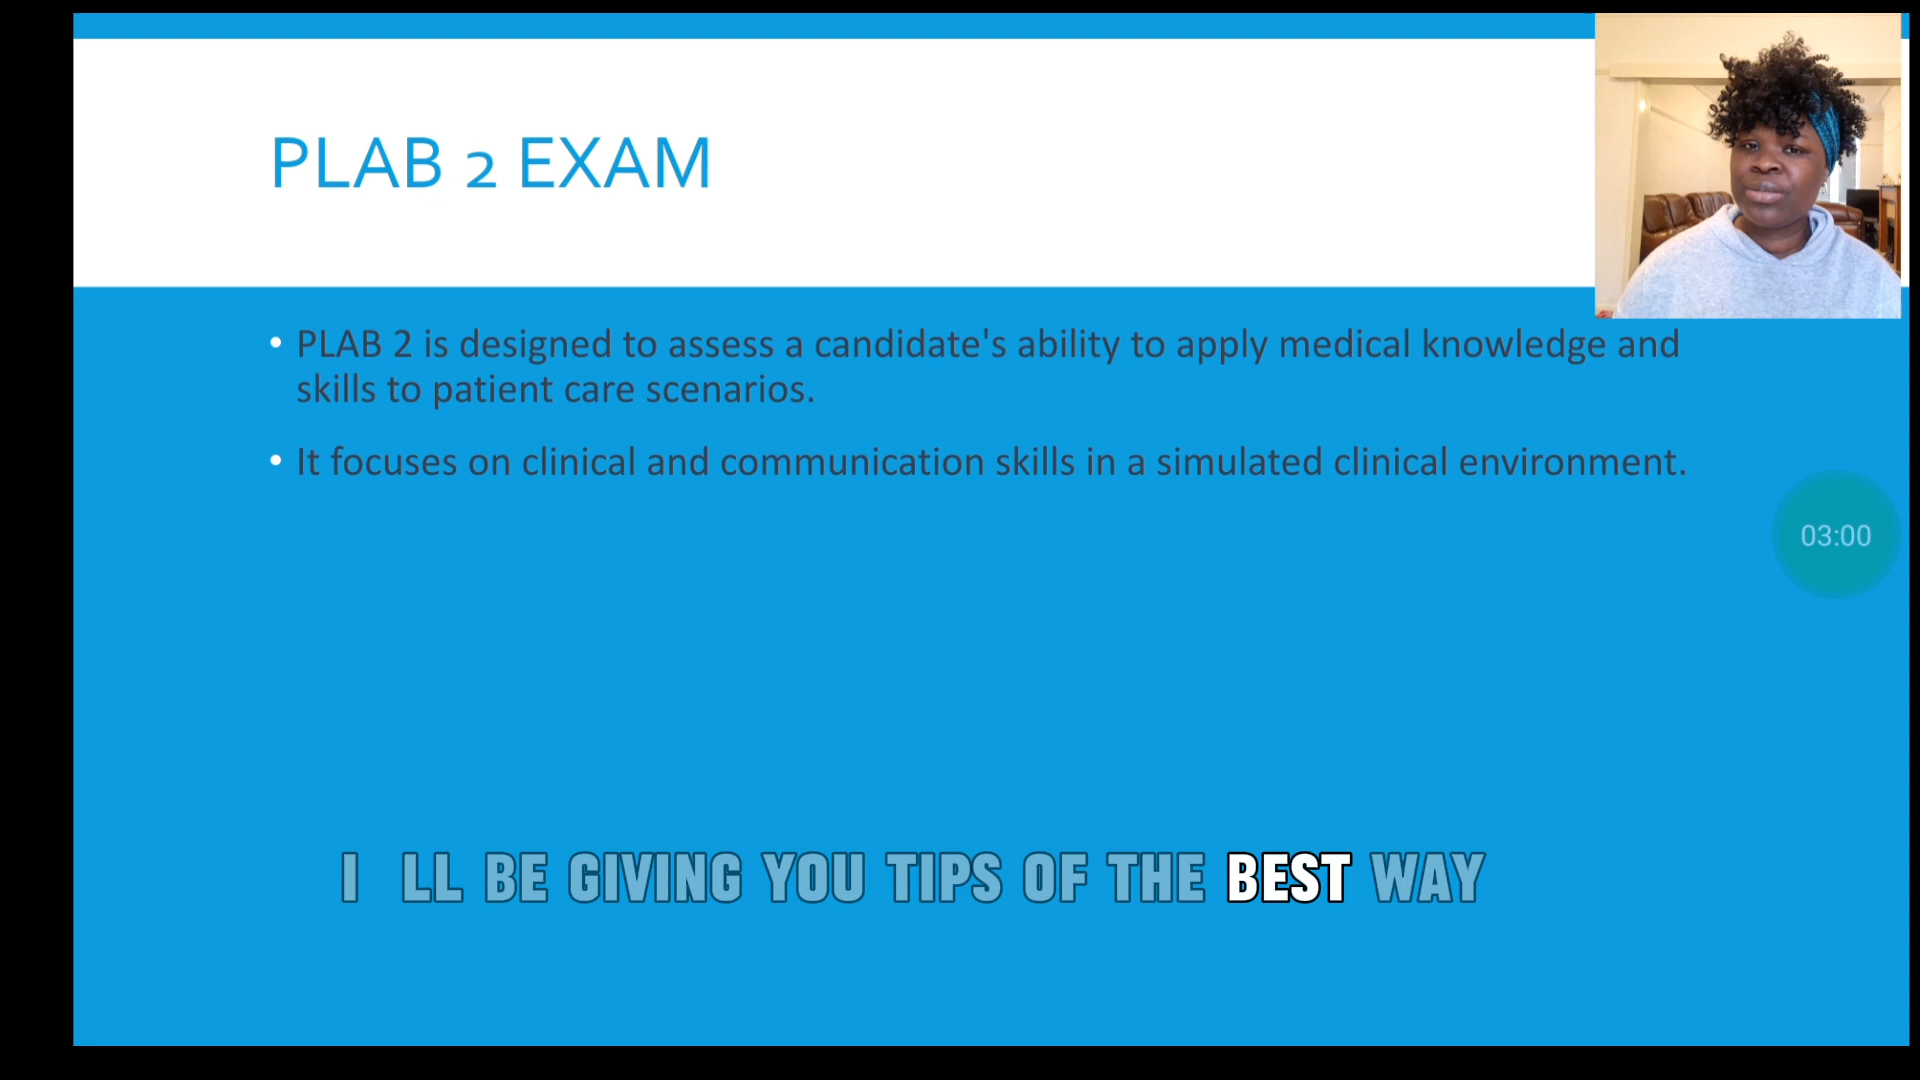 PLAB 2 EXAM
• PLAB 2 is designed to assess a candidate's ability to apply medical knowledge and
skills to patient care scenarios.
• It focuses on clinical and communication skills in a simulated clinical environment.
03:00
I LL BE GIVING YOU TIPS OF THE BEST WAY